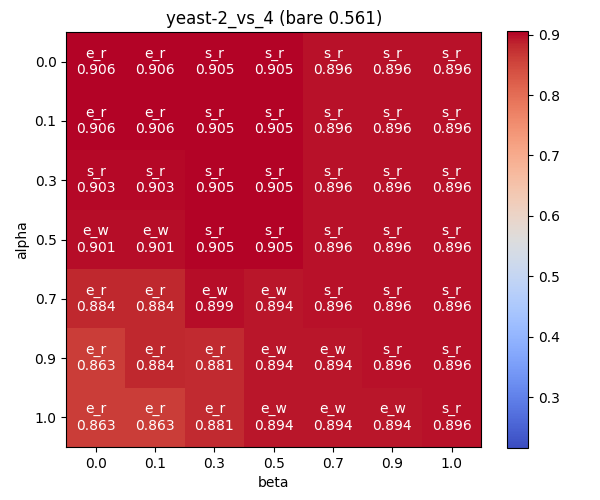 yeast-2_vs_4 (bare 0.561)
0.0 e_r e_r s_r s_r s_r s_r s_r
0.906 0.906 0.905 0.905 0.896 0.896 0.896
0.1 e_r e_r s_r s_r s_r s_r s_r
0.906 0.906 0.905 0.905 0.896 0.896 0.896
0.3 s_r s_r s_r s_r s_r s_r s_r
0.903 0.903 0.905 0.905 0.896 0.896 0.896
0.5 e_w e_w s_r s_r s_r s_r s_r
0.901 0.901 0.905 0.905 0.896 0.896 0.896
0.7 e_r e_r e_w e_w s_r s_r s_r
0.884 0.884 0.899 0.894 0.896 0.896 0.896
0.9 e_r e_r e_r e_w e_w s_r s_r
0.863 0.884 0.881 0.894 0.894 0.896 0.896
1.0 e_r e_r e_r e_w e_w e_w s_r
0.863 0.863 0.881 0.894 0.894 0.894 0.896
0.0 0.1 0.3 0.5 0.7 0.9 1.0
alpha
beta
0.9
0.8
0.7
0.6
0.5
0.4
0.3